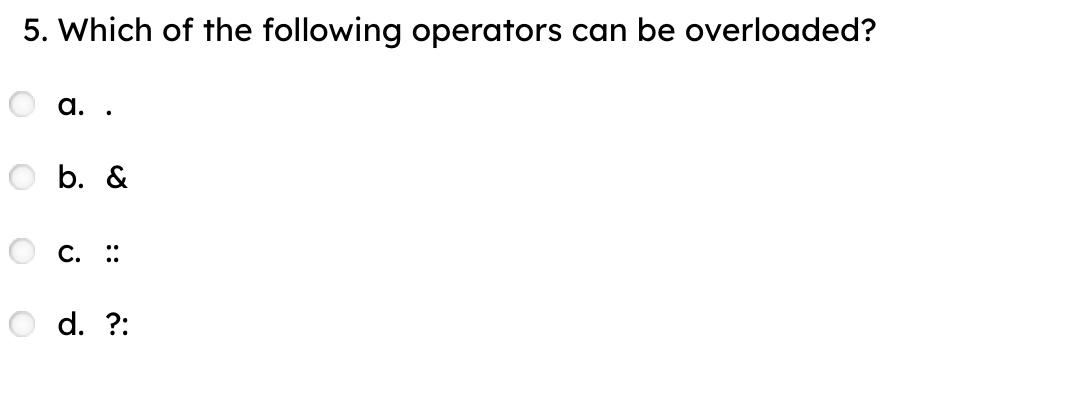 5. Which of the following operators can be overloaded?
a. .
b. &
c. ::
d. ?: